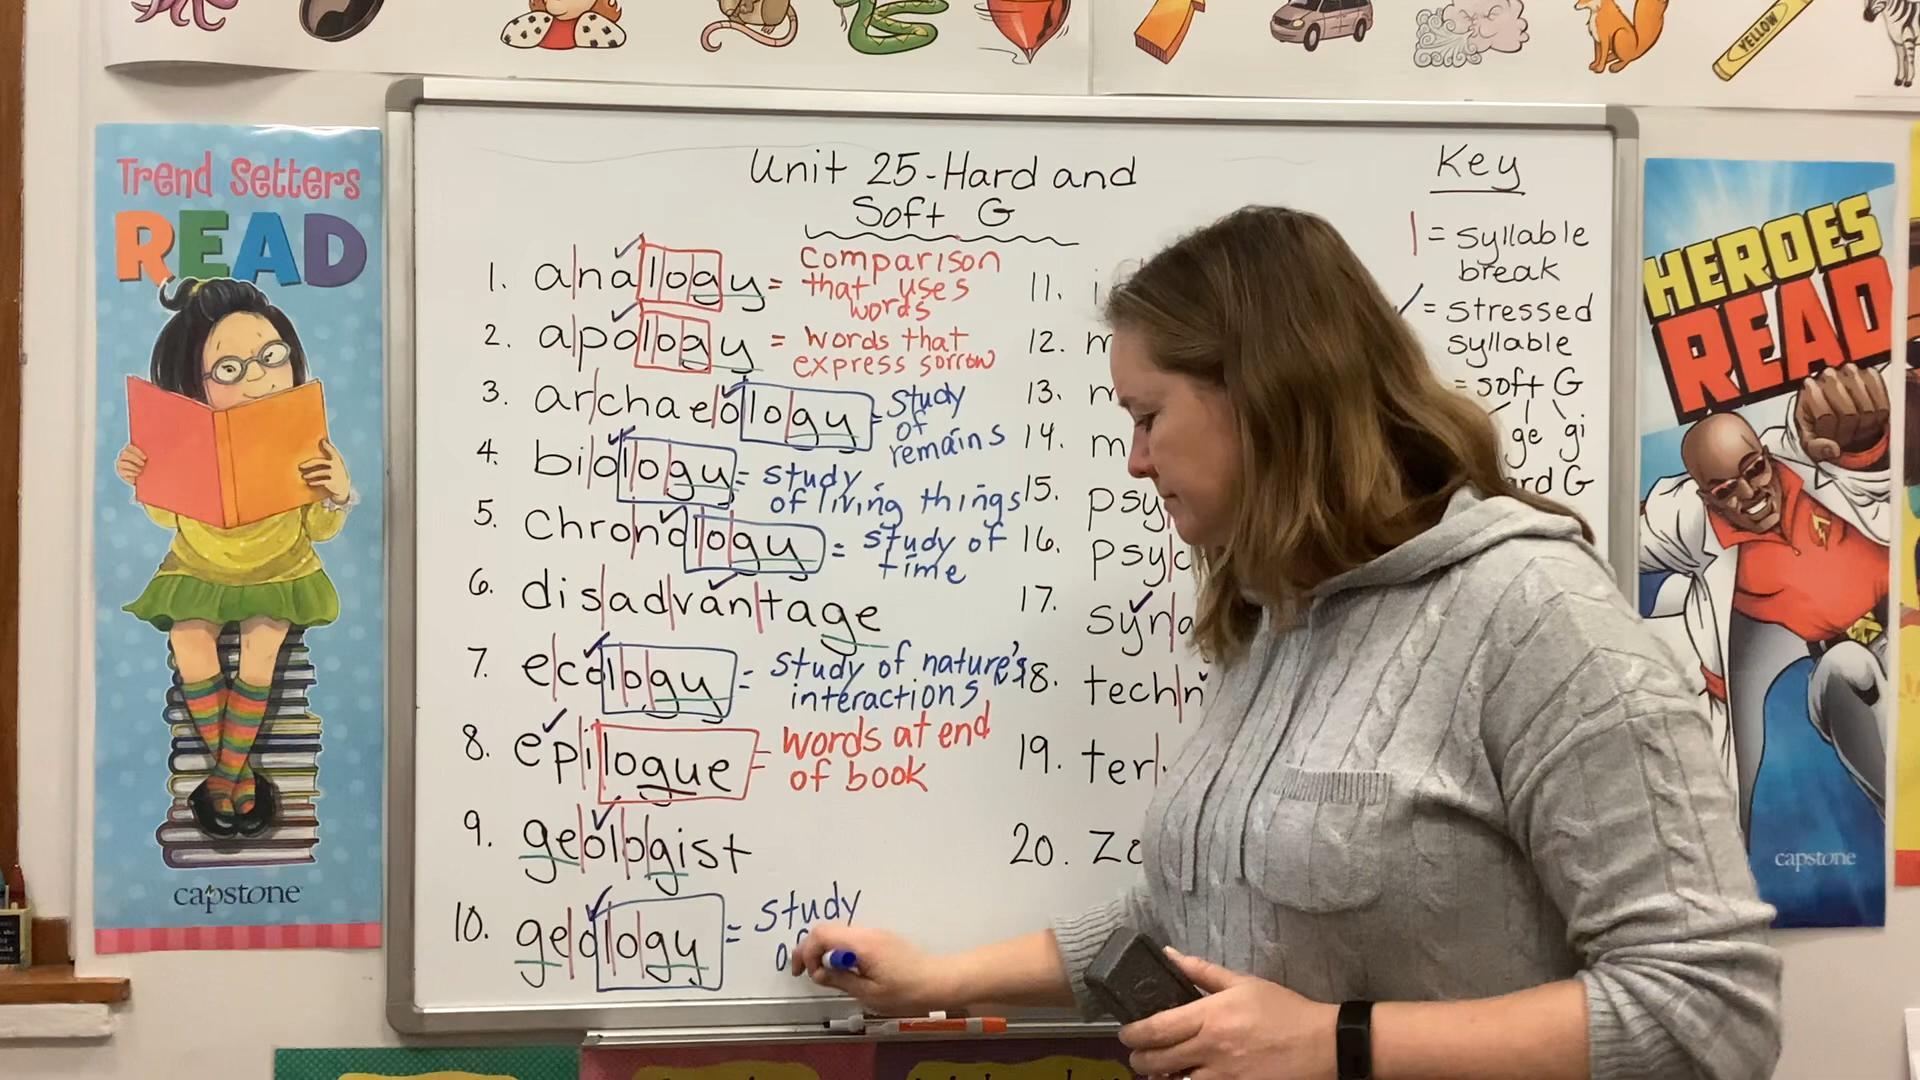 YELLOW
Trend Setters
READ
capstone
Unit 25-Hard and
Soft G
1. analogy = comparison
that uses
words
2. apology = words that
express sorrow
3. archaeology = study
of
remains
4. biology = study
of living things
5. chronology = study of
time
6. disadvantage
7. ecology = study of nature's
interactions
8. epilogue = words at end
of book
9. geologist
10. geology = study
of
11. i
12. m
13. m
14. m
15. psy
16. psyc
17. syna
18. techn
19. ter
20. Zo
Key
| = syllable
break
✓ = stressed
syllable
= soft G
ge gi
ard G
HEROES
READ
capstone